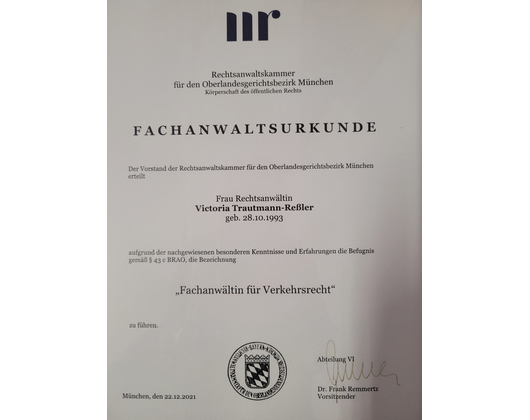 mr
Rechtsanwaltskammer
für den Oberlandesgerichtsbezirk München
Körperschaft des öffentlichen Rechts
FACHANWALTSURKUNDE
Der Vorstand der Rechtsanwaltskammer für den Oberlandesgerichtsbezirk München
erteilt
Frau Rechtsanwältin
Victoria Trautmann-Reßler
geb. 28.10.1993
aufgrund der nachgewiesenen besonderen Kenntnisse und Erfahrungen die Befugnis
gemäß § 43 c BRAO, die Bezeichnung
„Fachanwältin für Verkehrsrecht“
zu führen.
Abteilung VI
Dr. Frank Remmertz
München, den 22.12.2021
Vorsitzender